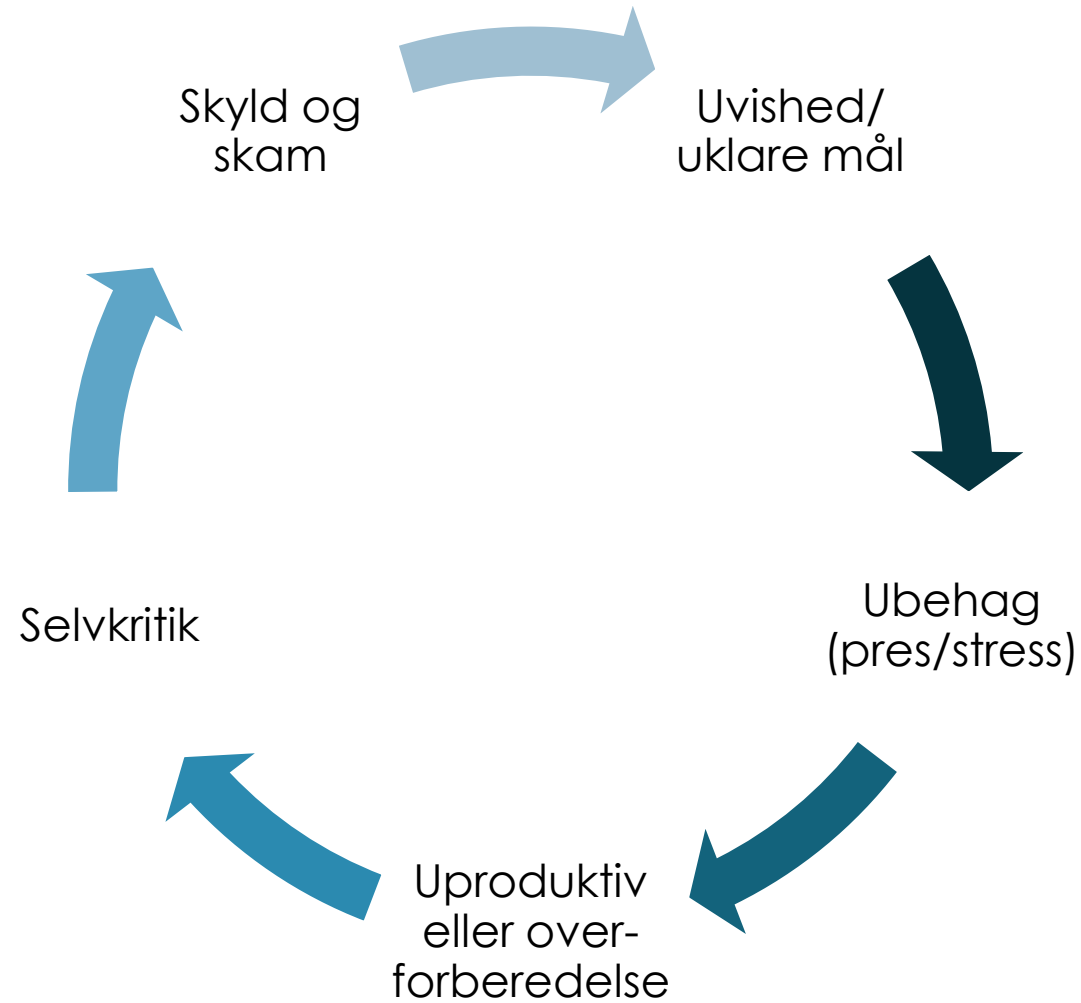 Skyld og
skam
Uvished/
uklare mål
Ubehag
(pres/stress)
Uproduktiv
eller over-
forberedelse
Selvkritik